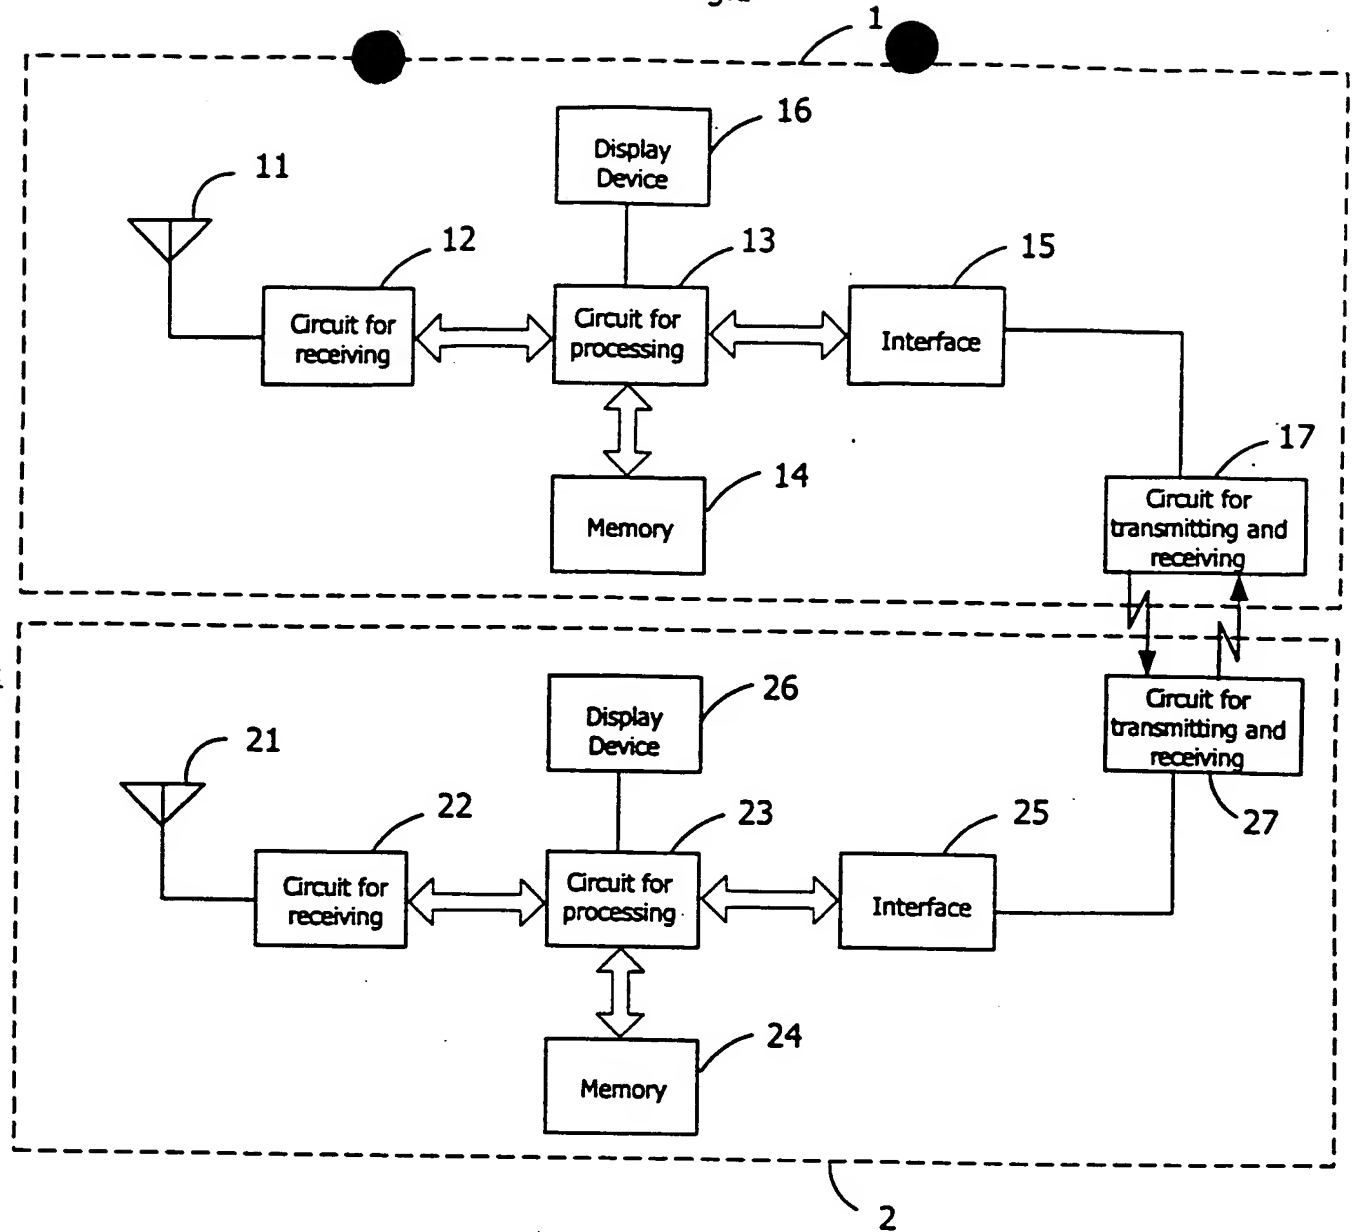 1
16
Display
Device
11
12
13
15
Circuit for
receiving
Circuit for
processing
Interface
17
14
Memory
Circuit for
transmitting and
receiving
26
Display
Device
Circuit for
transmitting and
receiving
21
22
23
25
27
Circuit for
receiving
Circuit for
processing
Interface
24
Memory
2